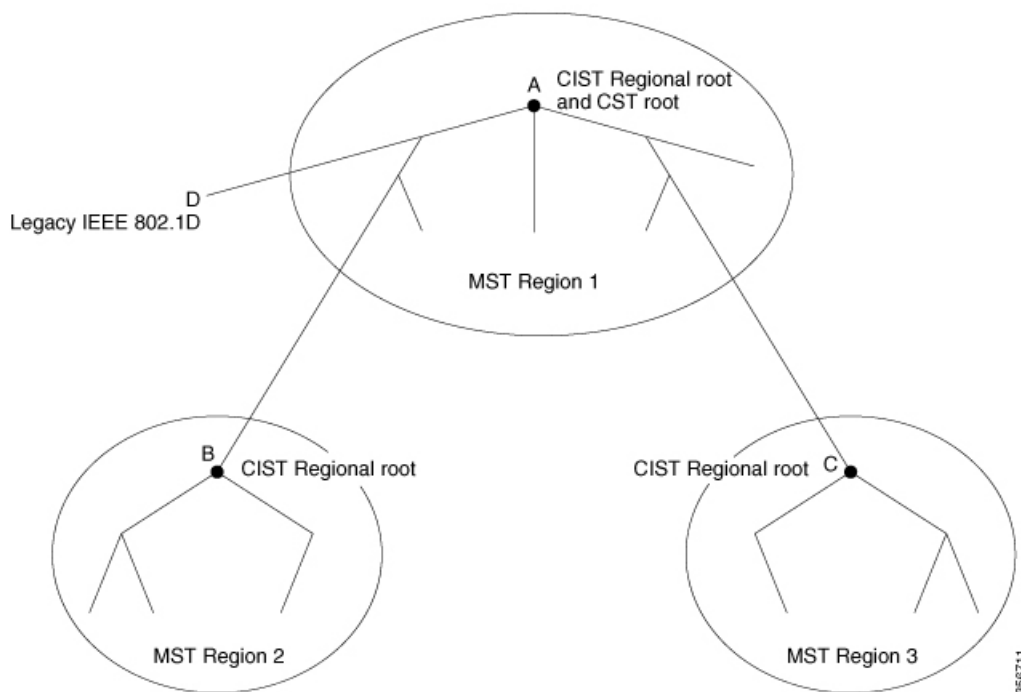 A
CIST Regional root
and CST root
D
Legacy IEEE 802.1D
MST Region 1
B
CIST Regional root
CIST Regional root
C
MST Region 2
MST Region 3